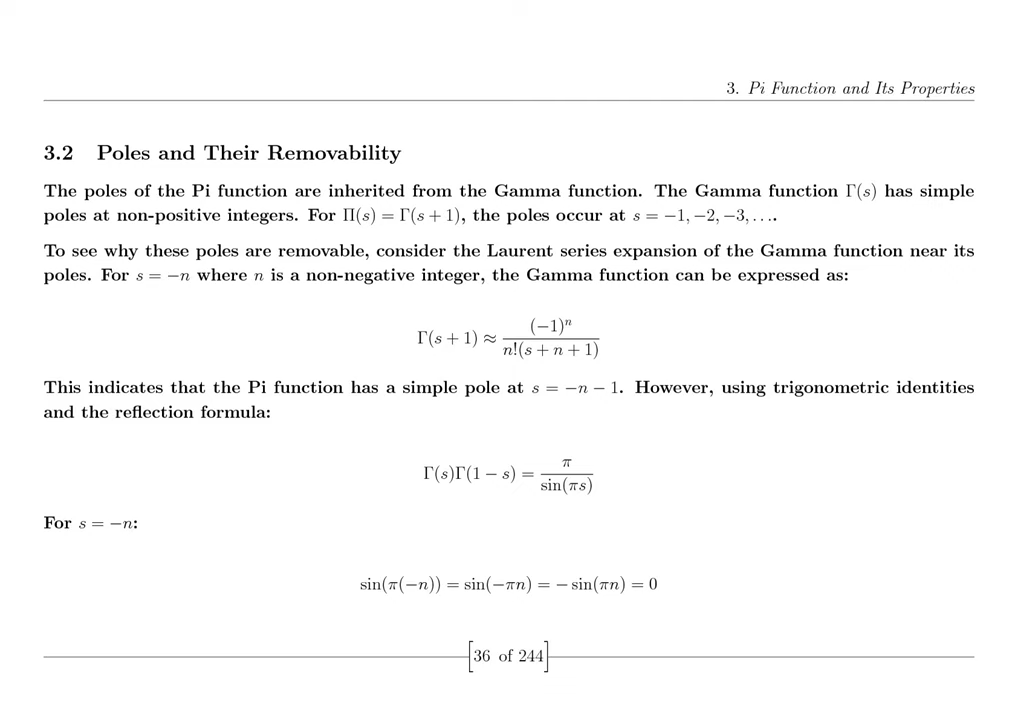 3. Pi Function and Its Properties
3.2 Poles and Their Removability
The poles of the Pi function are inherited from the Gamma function. The Gamma function Γ(s) has simple
poles at non-positive integers. For Π(s) = Γ(s + 1), the poles occur at s = −1, −2, −3, . . ..
To see why these poles are removable, consider the Laurent series expansion of the Gamma function near its
poles. For s = −n where n is a non-negative integer, the Gamma function can be expressed as:
Γ(s + 1) ≈ (−1)ⁿ / n!(s + n + 1)
This indicates that the Pi function has a simple pole at s = −n − 1. However, using trigonometric identities
and the reflection formula:
Γ(s)Γ(1 − s) = π / sin(πs)
For s = −n:
sin(π(−n)) = sin(−πn) = − sin(πn) = 0
[36 of 244]